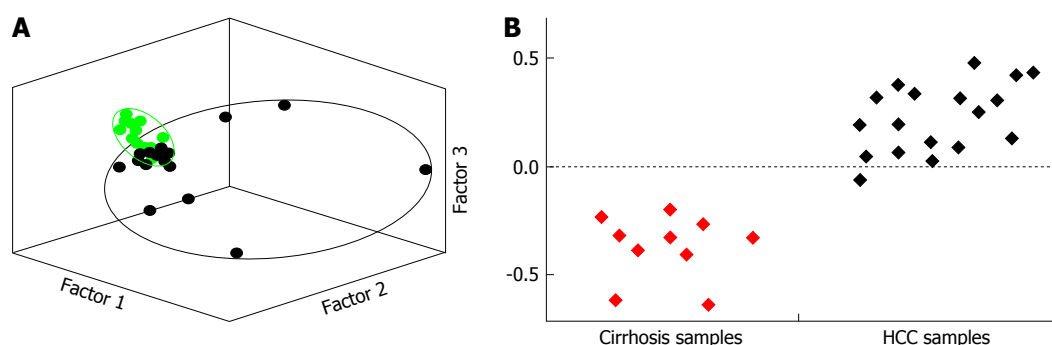 A
Factor 1
Factor 2
Factor 3
B
0.5
0.0
-0.5
Cirrhosis samples
HCC samples